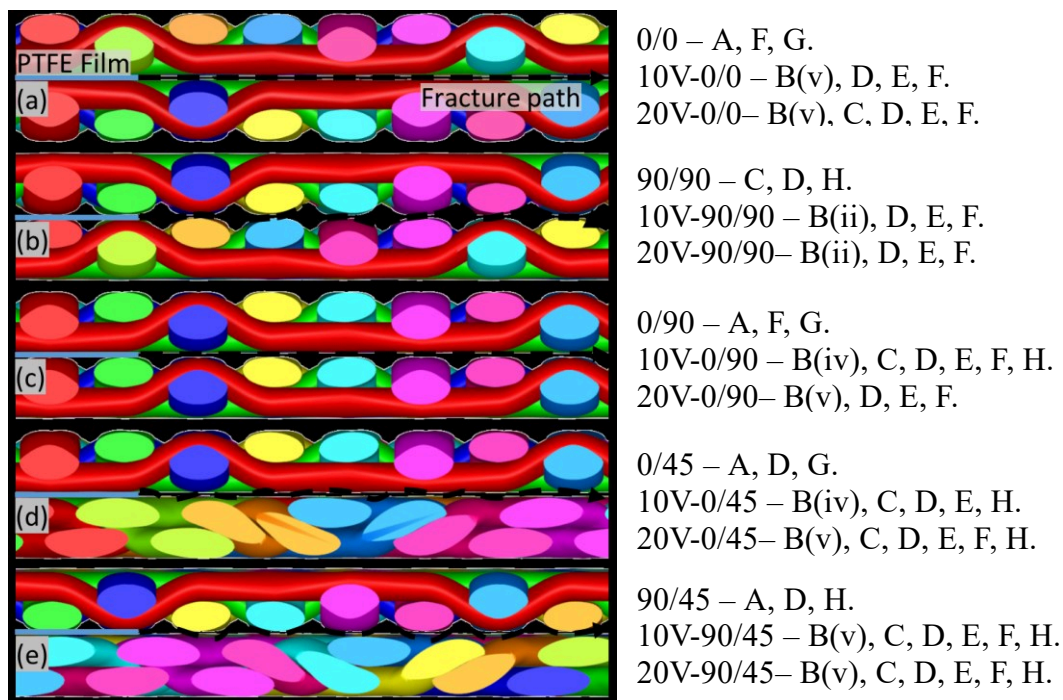 PTFE Film
Fracture path
(a)
(b)
(c)
(d)
(e)
0/0 – A, F, G.
10V-0/0 – B(v), D, E, F.
20V-0/0– B(v), C, D, E, F.
90/90 – C, D, H.
10V-90/90 – B(ii), D, E, F.
20V-90/90– B(ii), D, E, F.
0/90 – A, F, G.
10V-0/90 – B(iv), C, D, E, F, H.
20V-0/90– B(v), D, E, F.
0/45 – A, D, G.
10V-0/45 – B(iv), C, D, E, H.
20V-0/45– B(v), C, D, E, F, H.
90/45 – A, D, H.
10V-90/45 – B(v), C, D, E, F, H.
20V-90/45– B(v), C, D, E, F, H.